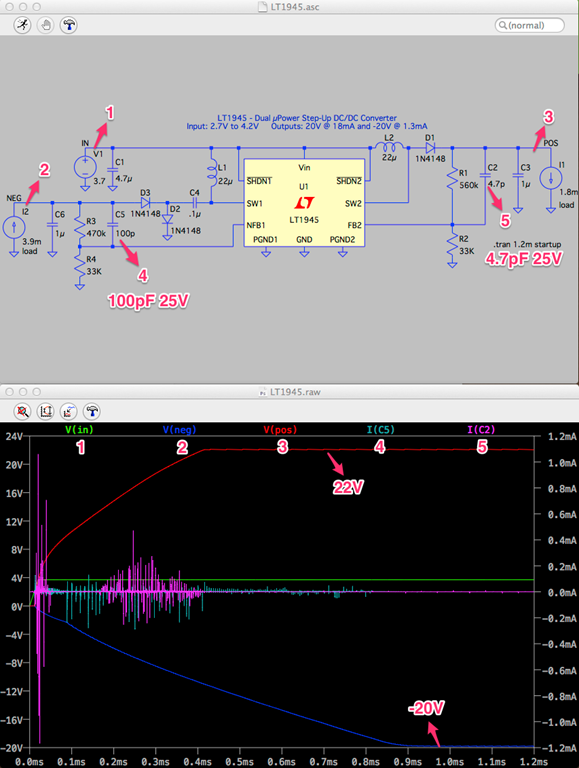 LT1945.asc
(normal)
LT1945 - Dual µPower Step-Up DC/DC Converter
Input: 2.7V to 4.2V Outputs: 20V @ 18mA and -20V @ 1.3mA
1
IN
V1
3.7
C1
4.7µ
L1
22µ
Vin
SHDN1
SHDN2
U1
LT1945
SW1
SW2
NFB1
FB2
PGND1
GND
PGND2
L2
22µ
D1
1N4148
3
POS
R1
560k
C2
4.7p
C3
1µ
I1
1.8m
load
2
NEG
I2
3.9m
load
C6
1µ
R3
470k
C5
100p
D3
1N4148
D2
1N4148
C4
.1µ
R4
33K
R2
33K
5
.tran 1.2m startup
4.7pF 25V
4
100pF 25V
LT1945.raw
V(in)
V(neg)
V(pos)
I(C5)
I(C2)
1
2
3
4
5
24V
20V
16V
12V
8V
4V
0V
-4V
-8V
-12V
-16V
-20V
1.2mA
1.0mA
0.8mA
0.6mA
0.4mA
0.2mA
0.0mA
-0.2mA
-0.4mA
-0.6mA
-0.8mA
-1.0mA
-1.2mA
22V
-20V
0.0ms
0.1ms
0.2ms
0.3ms
0.4ms
0.5ms
0.6ms
0.7ms
0.8ms
0.9ms
1.0ms
1.1ms
1.2ms